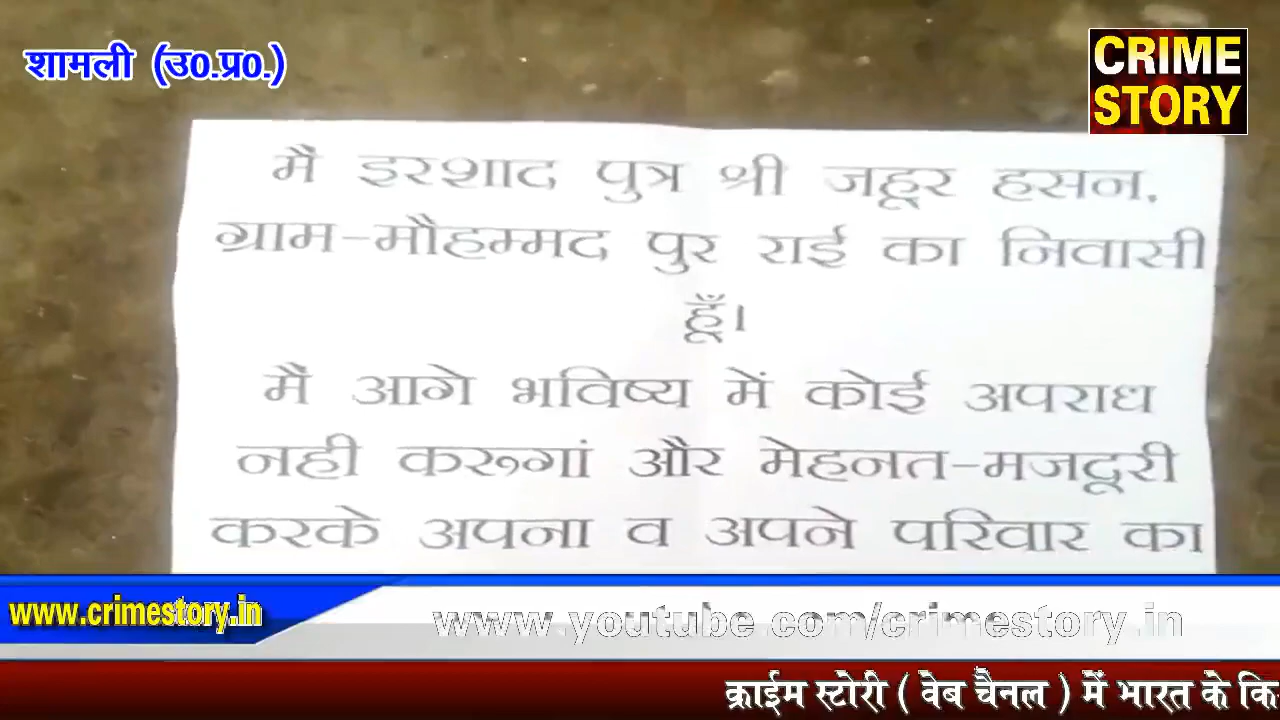 शामली (उ0.प्र0.)
CRIME
STORY
मै इरशाद पुत्र श्री जहूर हसन,
ग्राम-मौहम्मद पुर राई का निवासी
हूँ।
मै आगे भविष्य में कोई अपराध
नही करूगां और मेहनत-मजदूरी
करके अपना व अपने परिवार का
www.crimestory.in
www.youtube.com/crimestory.in
क्राईम स्टोरी ( वेब चैनल ) में भारत के कि